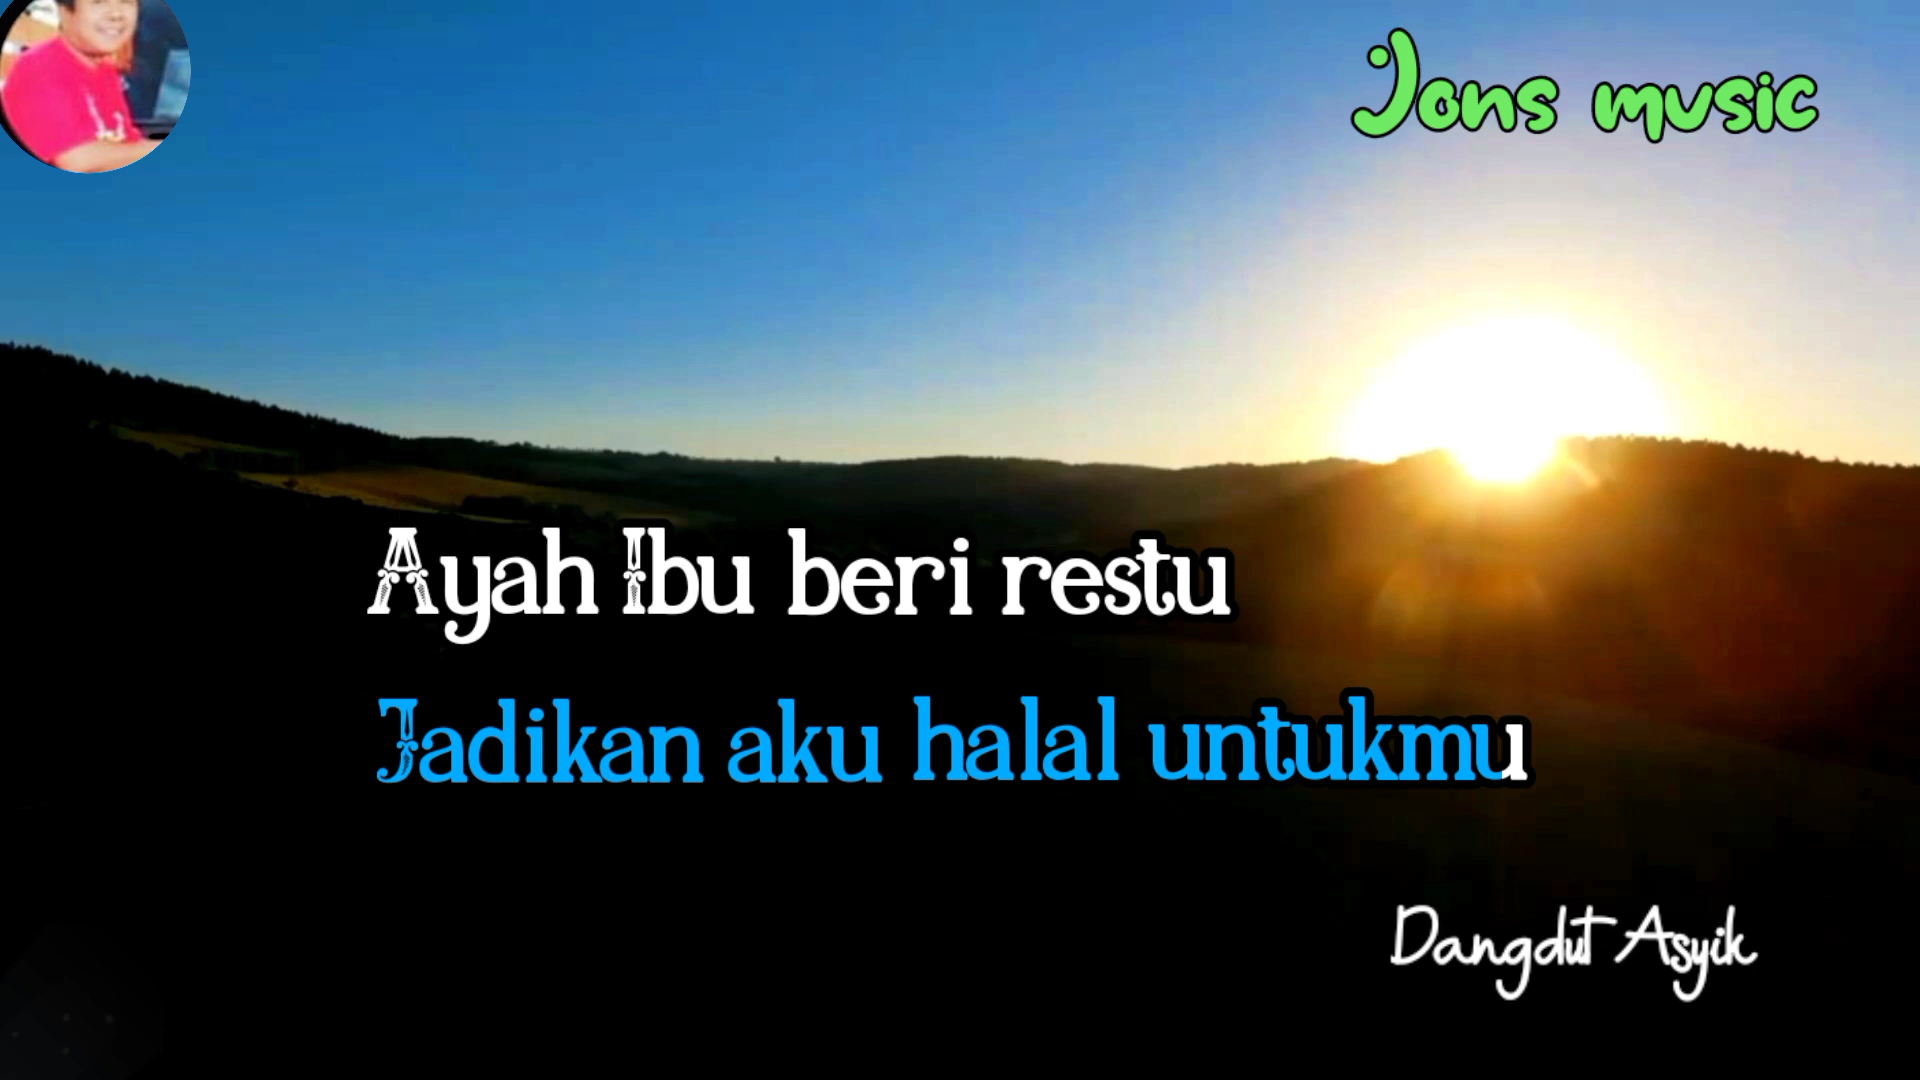 Jons music
Ayah Ibu beri restu
Jadikan aku halal untukmu
Dangdut Asyik